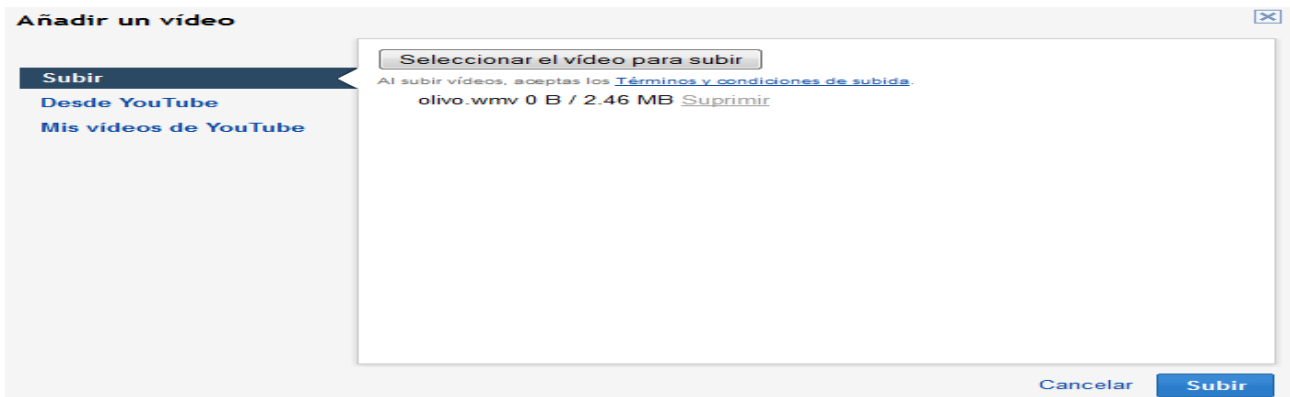 Añadir un vídeo
Subir
Desde YouTube
Mis vídeos de YouTube
Seleccionar el vídeo para subir
Al subir vídeos, aceptas los Términos y condiciones de subida.
olivo.wmv 0 B / 2.46 MB Suprimir
Cancelar
Subir